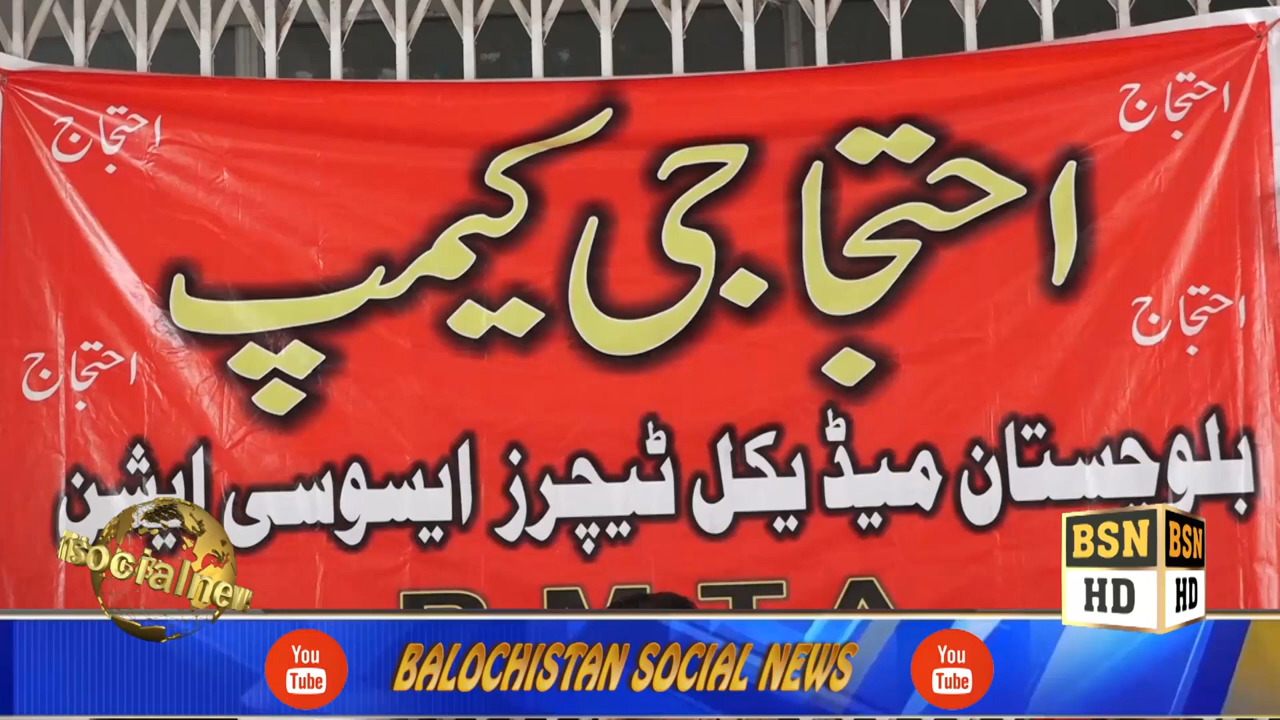 احتجاج
احتجاج
احتجاجی کیمپ
احتجاج
احتجاج
بلوچستان میڈیکل ٹیچرز ایسوسی ایشن
BMTA
socialnew
BSN
BSN
HD
HD
You
Tube
BALOCHISTAN SOCIAL NEWS
You
Tube